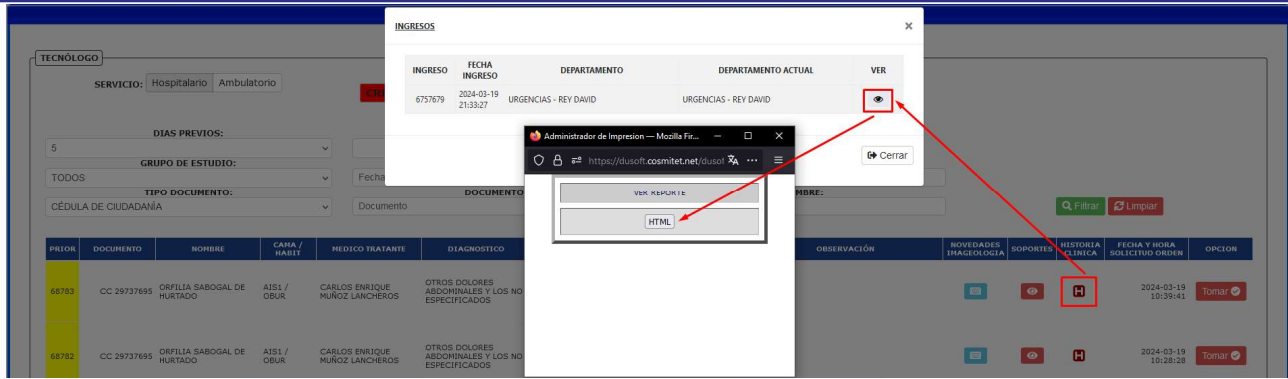 INGRESOS
×
INGRESO FECHA INGRESO DEPARTAMENTO DEPARTAMENTO ACTUAL VER
6757679 2024-03-19 21:33:27 URGENCIAS - REY DAVID URGENCIAS - REY DAVID
Cerrar
TECNÓLOGO
SERVICIO: Hospitalario Ambulatorio
DIAS PREVIOS:
5
GRUPO DE ESTUDIO:
TODOS Fecha
TIPO DOCUMENTO: DOCUMENTO MBRE:
CÉDULA DE CIUDADANÍA Documento
Filtrar Limpiar
Administrador de Impresion — Mozilla Fir...
https://dusoft.cosmitet.net/dusof
VER REPORTE
HTML
PRIOR DOCUMENTO NOMBRE CAMA / HABIT MEDICO TRATANTE DIAGNOSTICO OBSERVACIÓN NOVEDADES IMAGEOLOGIA SOPORTES HISTORIA CLINICA FECHA Y HORA SOLICITUD ORDEN OPCION
68783 CC 29737695 ORFILIA SABOGAL DE HURTADO AIS1 / OBUR CARLOS ENRIQUE MUÑOZ LANCHEROS OTROS DOLORES ABDOMINALES Y LOS NO ESPECIFICADOS H 2024-03-19 10:39:41 Tomar
68782 CC 29737695 ORFILIA SABOGAL DE HURTADO AIS1 / OBUR CARLOS ENRIQUE MUÑOZ LANCHEROS OTROS DOLORES ABDOMINALES Y LOS NO ESPECIFICADOS H 2024-03-19 10:28:28 Tomar